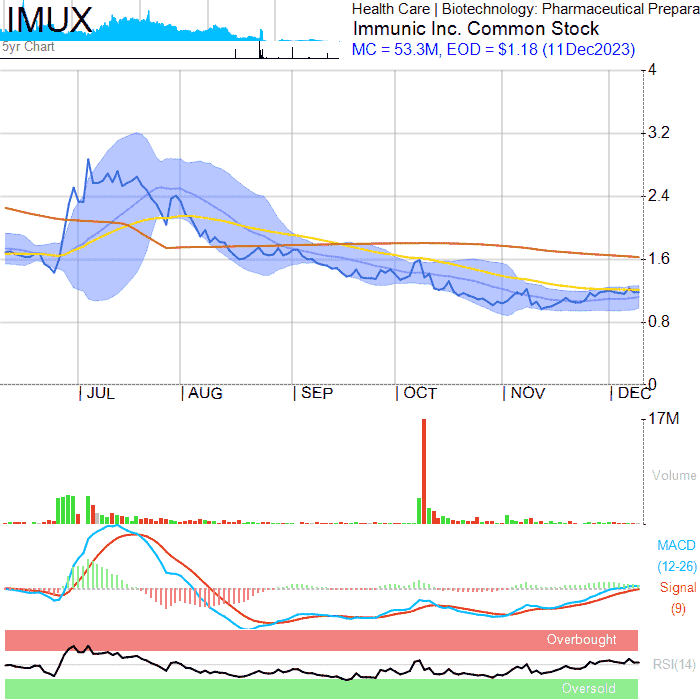 IMUX
5yr Chart
Health Care | Biotechnology: Pharmaceutical Prepara
Immunic Inc. Common Stock
MC = 53.3M, EOD = $1.18 (11Dec2023)
4
3.2
2.4
1.6
0.8
0
JUL AUG SEP OCT NOV DEC
17M
Volume
MACD
(12-26)
Signal
(9)
Overbought
RSI(14)
Oversold